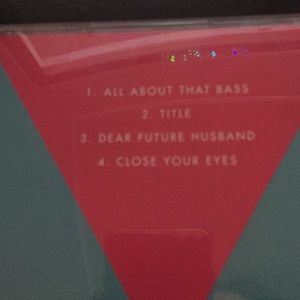 1. ALL ABOUT THAT BASS
2. TITLE
3. DEAR FUTURE HUSBAND
4. CLOSE YOUR EYES